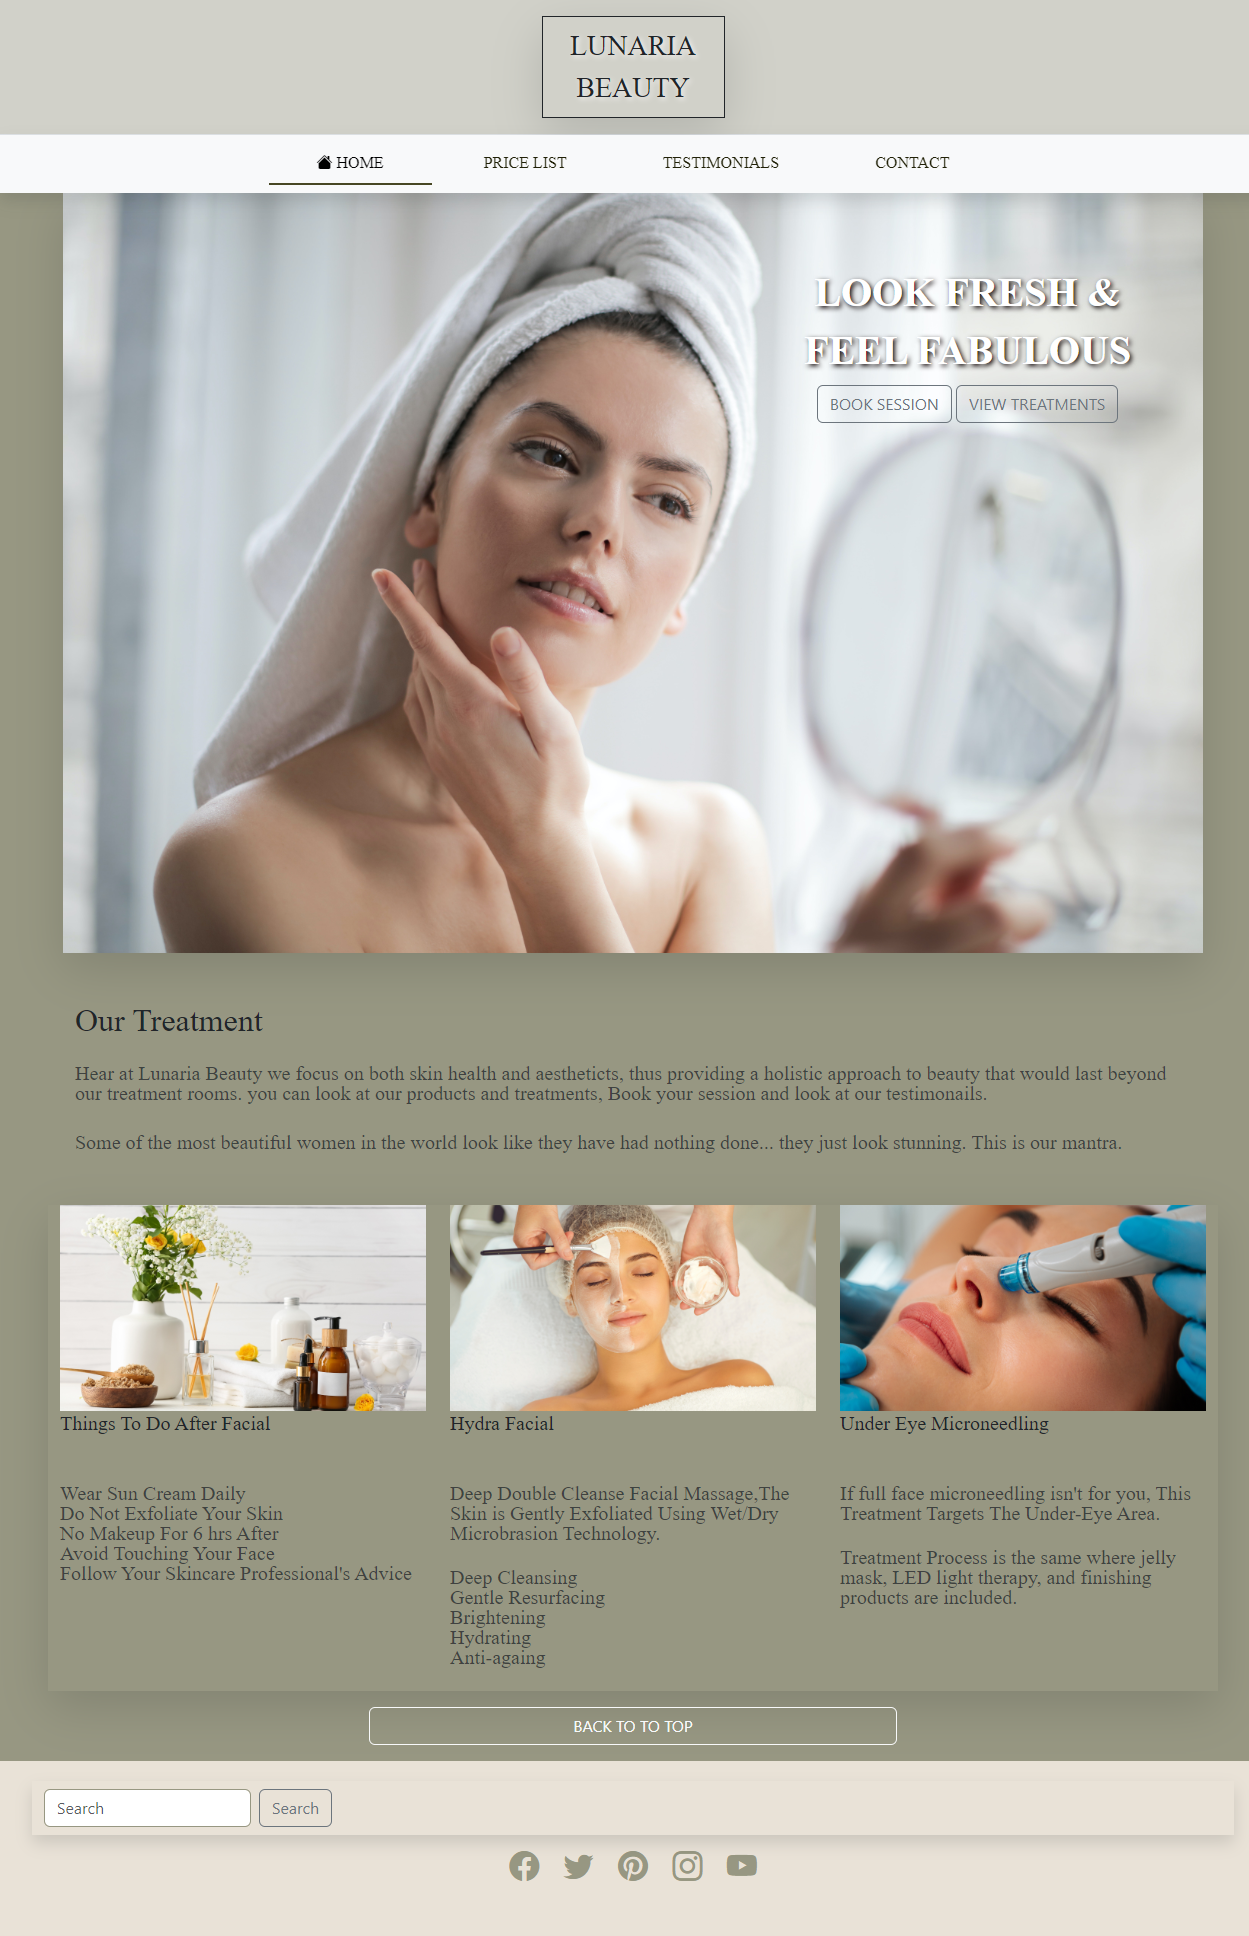 LUNARIA
BEAUTY
HOME
PRICE LIST
TESTIMONIALS
CONTACT
LOOK FRESH &
FEEL FABULOUS
BOOK SESSION
VIEW TREATMENTS
Our Treatment
Hear at Lunaria Beauty we focus on both skin health and aestheticts, thus providing a holistic approach to beauty that would last beyond
our treatment rooms. you can look at our products and treatments, Book your session and look at our testimonails.
Some of the most beautiful women in the world look like they have had nothing done... they just look stunning. This is our mantra.
Things To Do After Facial
Wear Sun Cream Daily
Do Not Exfoliate Your Skin
No Makeup For 6 hrs After
Avoid Touching Your Face
Follow Your Skincare Professional's Advice
Hydra Facial
Deep Double Cleanse Facial Massage,The
Skin is Gently Exfoliated Using Wet/Dry
Microbrasion Technology.
Deep Cleansing
Gentle Resurfacing
Brightening
Hydrating
Anti-againg
Under Eye Microneedling
If full face microneedling isn't for you, This
Treatment Targets The Under-Eye Area.
Treatment Process is the same where jelly
mask, LED light therapy, and finishing
products are included.
BACK TO TO TOP
Search
Search